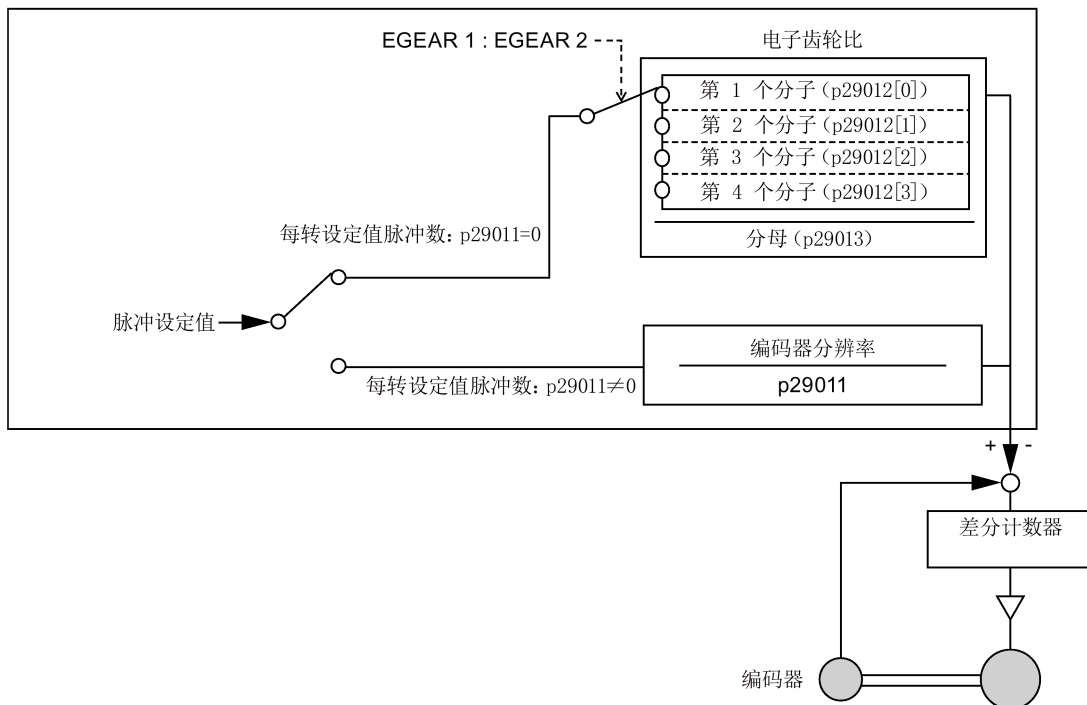 EGEAR 1 : EGEAR 2
电子齿轮比
第 1 个分子(p29012[0])
第 2 个分子(p29012[1])
第 3 个分子(p29012[2])
第 4 个分子(p29012[3])
分母(p29013)
每转设定值脉冲数: p29011=0
脉冲设定值
每转设定值脉冲数: p29011≠0
编码器分辨率
p29011
+ -
差分计数器
编码器